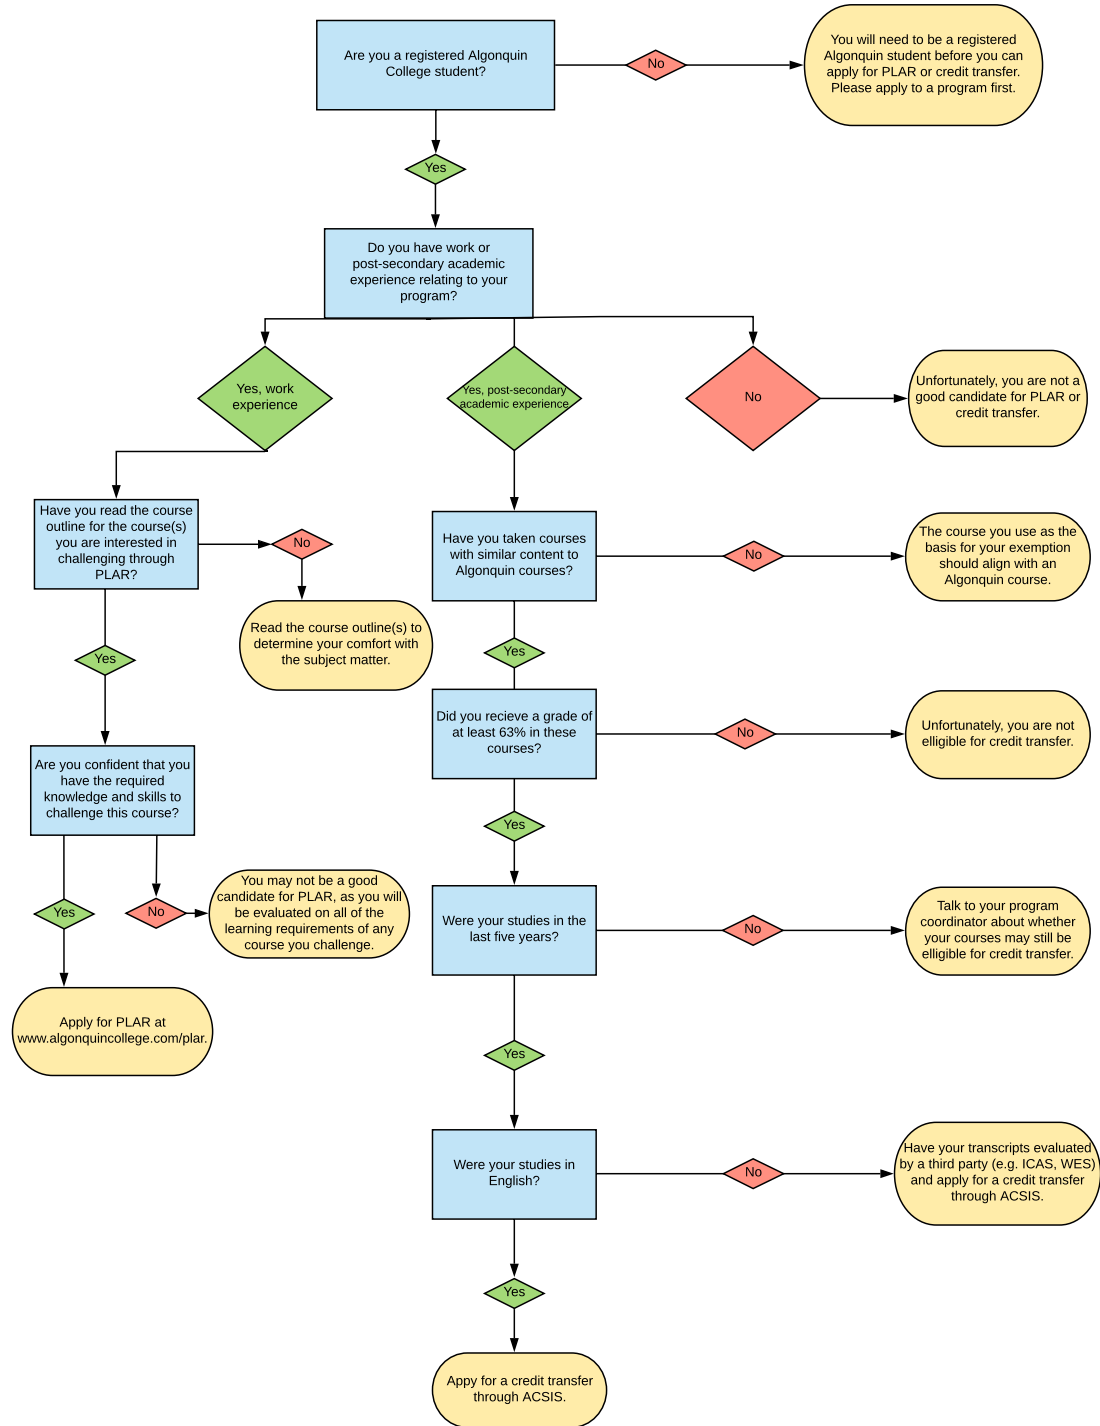 Are you a registered Algonquin
College student?
No
You will need to be a registered
Algonquin student before you can
apply for PLAR or credit transfer.
Please apply to a program first.
Yes
Do you have work or
post-secondary academic
experience relating to your
program?
Yes, work
experience
Yes, post-secondary
academic experience
No
Unfortunately, you are not a
good candidate for PLAR or
credit transfer.
Have you read the course
outline for the course(s)
you are interested in
challenging through
PLAR?
No
Have you taken courses
with similar content to
Algonquin courses?
No
The course you use as the
basis for your exemption
should align with an
Algonquin course.
Read the course outline(s) to
determine your comfort with
the subject matter.
Yes
Yes
Did you recieve a grade of
at least 63% in these
courses?
No
Unfortunately, you are not
elligible for credit transfer.
Are you confident that you
have the required
knowledge and skills to
challenge this course?
Yes
Yes
No
You may not be a good
candidate for PLAR, as you will
be evaluated on all of the
learning requirements of any
course you challenge.
Were your studies in the
last five years?
No
Talk to your program
coordinator about whether
your courses may still be
elligible for credit transfer.
Apply for PLAR at
www.algonquincollege.com/plar.
Yes
Were your studies in
English?
No
Have your transcripts evaluated
by a third party (e.g. ICAS, WES)
and apply for a credit transfer
through ACSIS.
Yes
Appy for a credit transfer
through ACSIS.